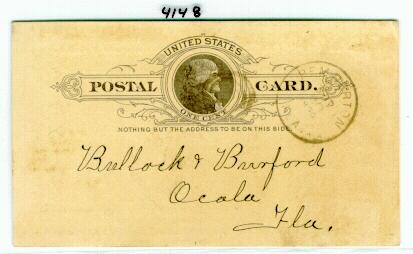 4148
UNITED STATES
POSTAL CARD.
ONE CENT
NOTHING BUT THE ADDRESS TO BE ON THIS SIDE.
Bullock & Burford
Ocala
Fla.